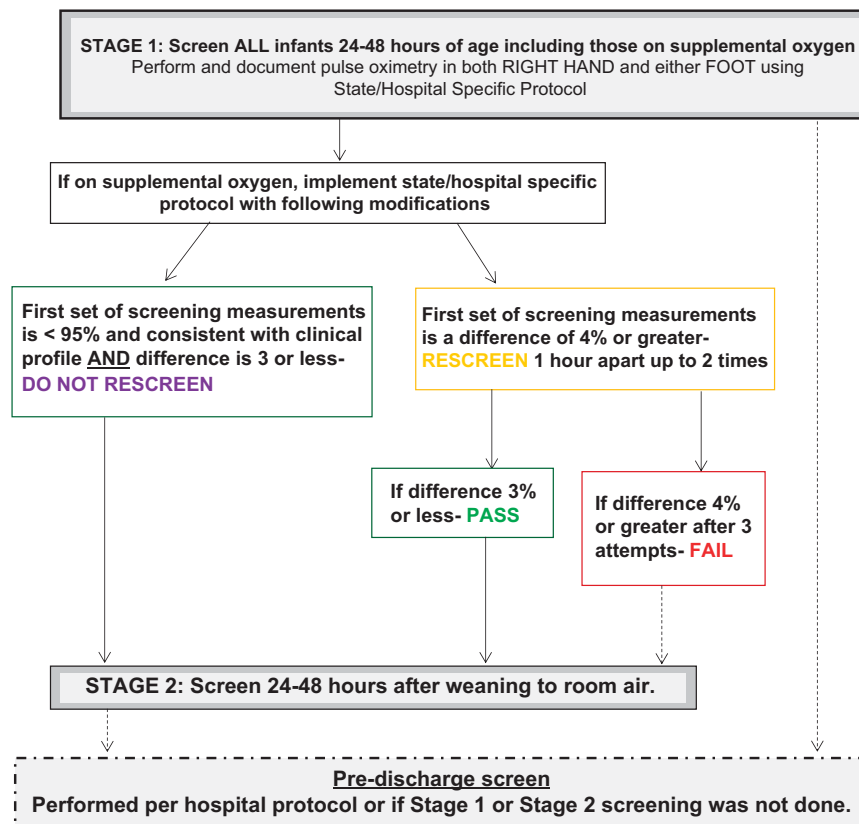 STAGE 1: Screen ALL infants 24-48 hours of age including those on supplemental oxygen
Perform and document pulse oximetry in both RIGHT HAND and either FOOT using
State/Hospital Specific Protocol
If on supplemental oxygen, implement state/hospital specific
protocol with following modifications
First set of screening measurements
is < 95% and consistent with clinical
profile AND difference is 3 or less-
DO NOT RESCREEN
First set of screening measurements
is a difference of 4% or greater-
RESCREEN 1 hour apart up to 2 times
If difference 3%
or less- PASS
If difference 4%
or greater after 3
attempts- FAIL
STAGE 2: Screen 24-48 hours after weaning to room air.
Pre-discharge screen
Performed per hospital protocol or if Stage 1 or Stage 2 screening was not done.